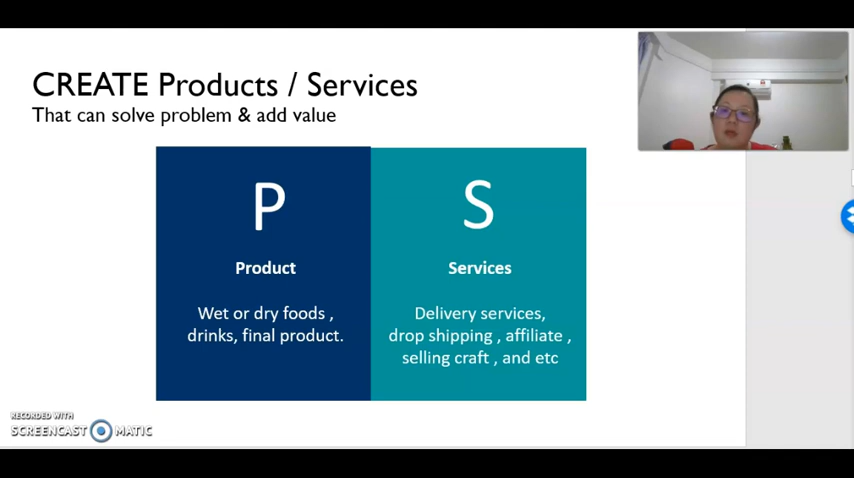 CREATE Products / Services
That can solve problem & add value
P
Product
Wet or dry foods ,
drinks, final product.
S
Services
Delivery services,
drop shipping , affiliate ,
selling craft , and etc
RECORDED WITH
SCREENCAST MATIC